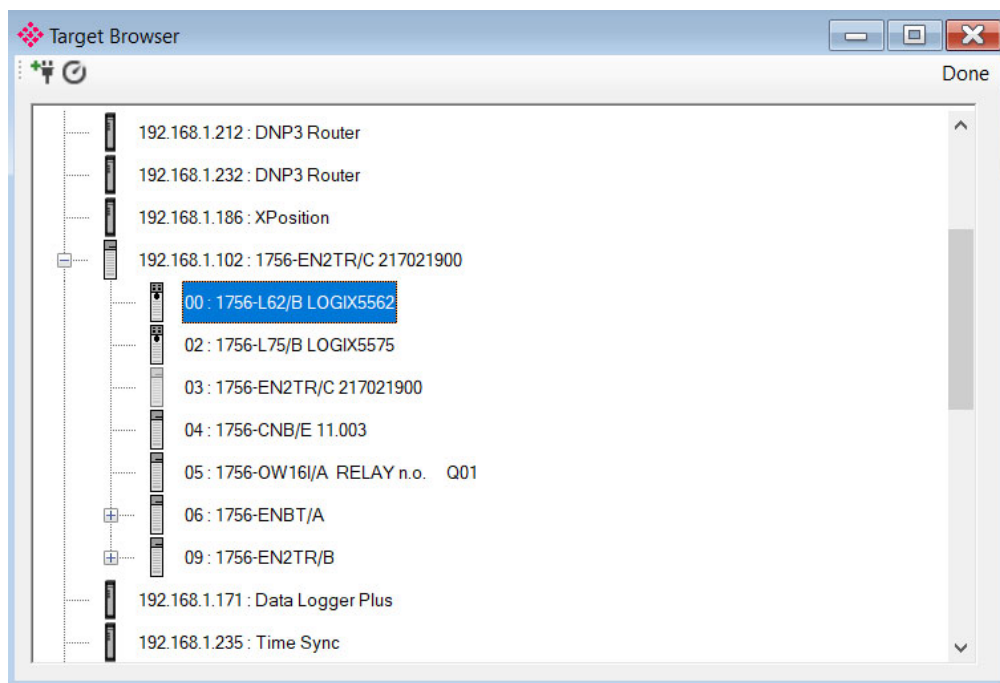 Target Browser
Done
192.168.1.212 : DNP3 Router
192.168.1.232 : DNP3 Router
192.168.1.186 : XPosition
192.168.1.102 : 1756-EN2TR/C 217021900
00 : 1756-L62/B LOGIX5562
02 : 1756-L75/B LOGIX5575
03 : 1756-EN2TR/C 217021900
04 : 1756-CNB/E 11.003
05 : 1756-OW16I/A  RELAY n.o.    Q01
06 : 1756-ENBT/A
09 : 1756-EN2TR/B
192.168.1.171 : Data Logger Plus
192.168.1.235 : Time Sync